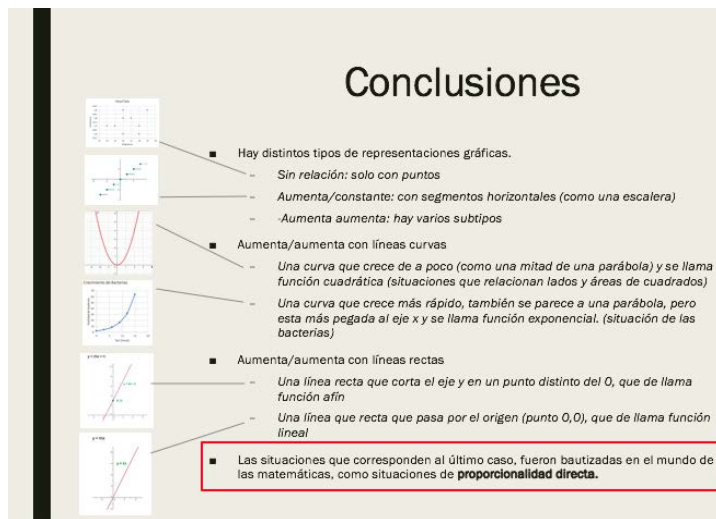 Conclusiones
Hay distintos tipos de representaciones gráficas.
Sin relación: solo con puntos
Aumenta/constante: con segmentos horizontales (como una escalera)
-Aumenta aumenta: hay varios subtipos
Aumenta/aumenta con líneas curvas
Una curva que crece de a poco (como una mitad de una parábola) y se llama
función cuadrática (situaciones que relacionan lados y áreas de cuadrados)
Una curva que crece más rápido, también se parece a una parábola, pero
esta más pegada al eje x y se llama función exponencial. (situación de las
bacterias)
Aumenta/aumenta con líneas rectas
Una línea recta que corta el eje y en un punto distinto del 0, que de llama
función afín
Una línea que recta que pasa por el origen (punto 0,0), que de llama función
lineal
Las situaciones que corresponden al último caso, fueron bautizadas en el mundo de
las matemáticas, como situaciones de proporcionalidad directa.